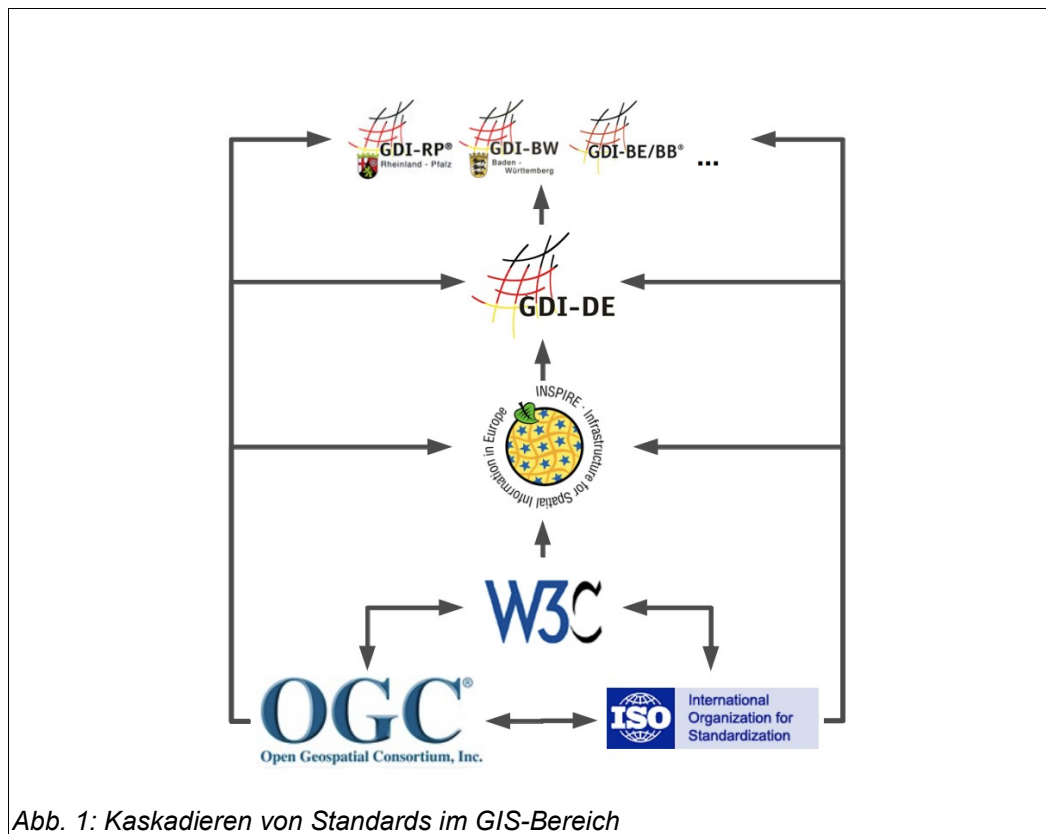 GDI-RP®
Rheinland - Pfalz
GDI-BW
Baden -
Württemberg
GDI-BE/BB®
...
GDI-DE
INSPIRE · Infrastructure for Spatial Information in Europe
W3C
OGC®
Open Geospatial Consortium, Inc.
ISO
International
Organization for
Standardization
Abb. 1: Kaskadieren von Standards im GIS-Bereich